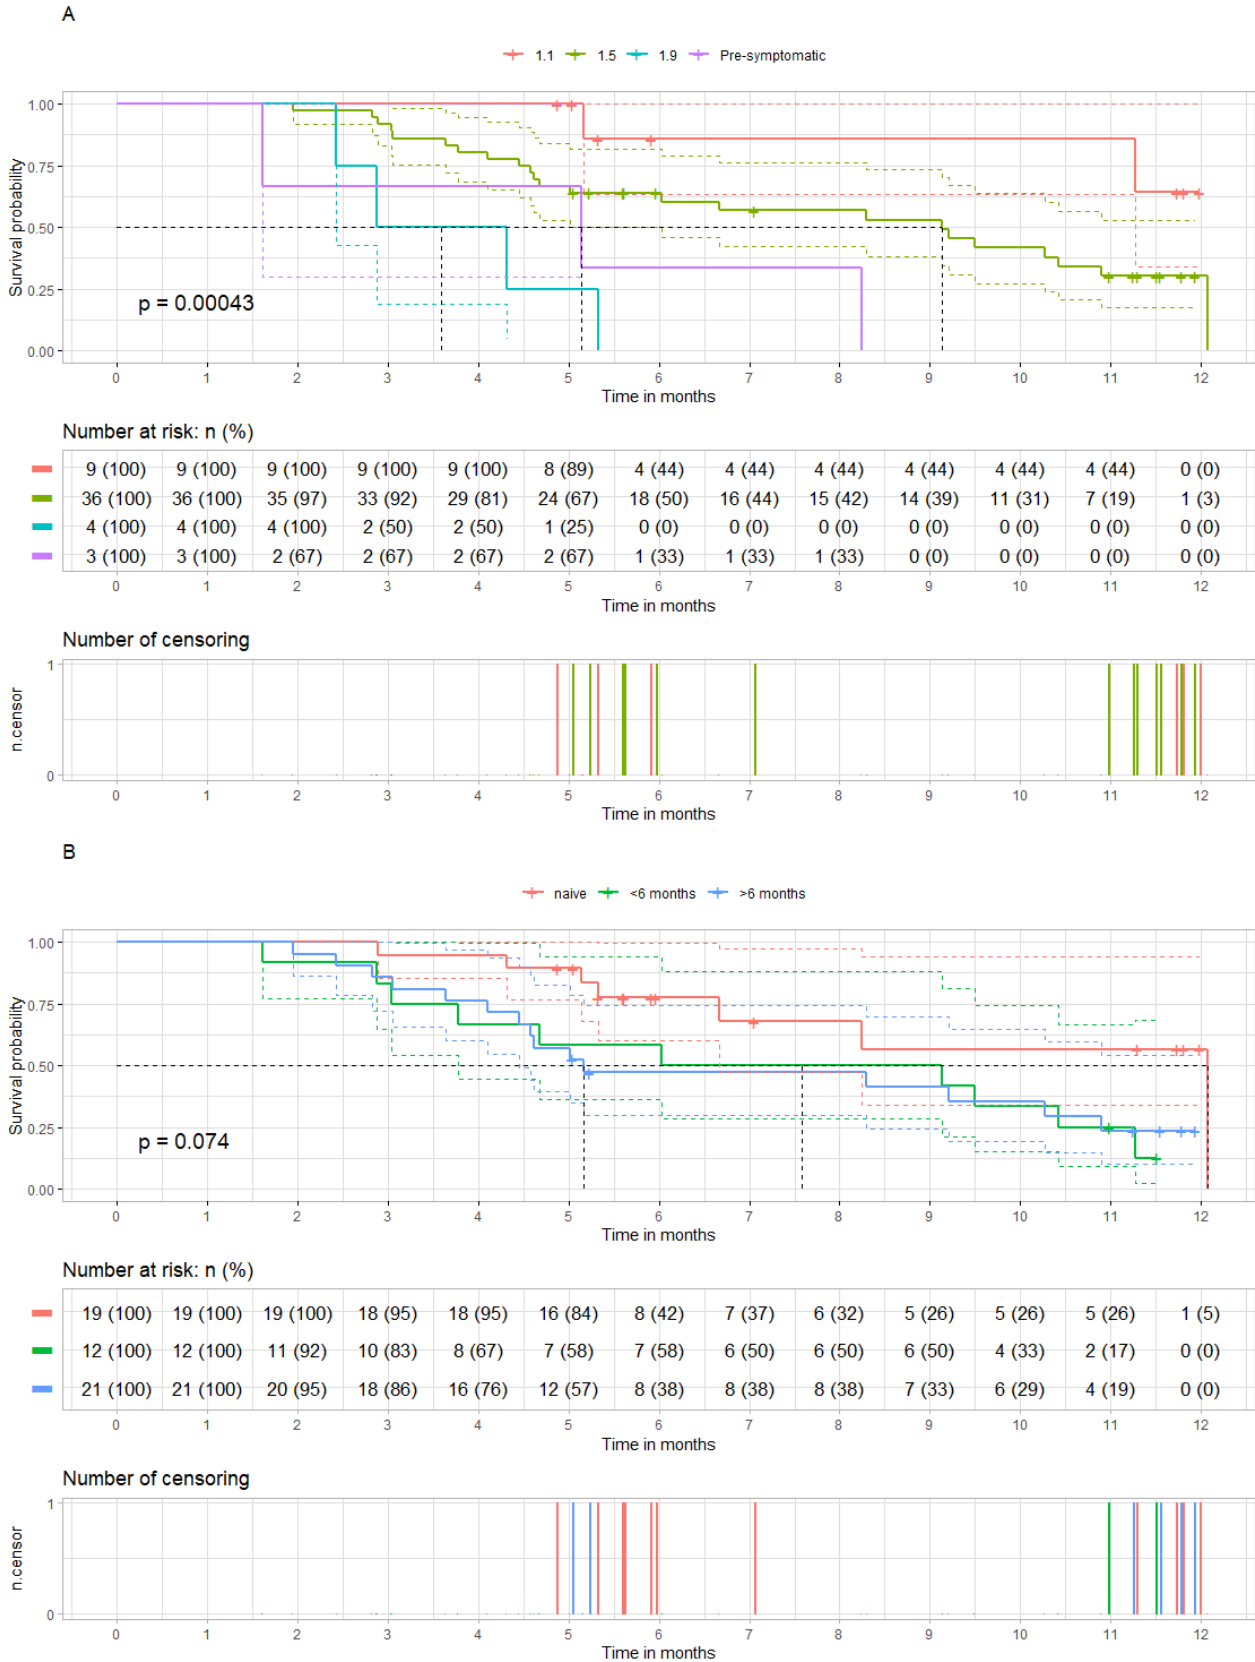 A
1.1 1.5 1.9 Pre-symptomatic
1.00
0.75
0.50
0.25
0.00
Survival probability
p = 0.00043
0 1 2 3 4 5 6 7 8 9 10 11 12
Time in months
Number at risk: n (%)
9 (100) 9 (100) 9 (100) 9 (100) 9 (100) 8 (89) 4 (44) 4 (44) 4 (44) 4 (44) 4 (44) 4 (44) 0 (0)
36 (100) 36 (100) 35 (97) 33 (92) 29 (81) 24 (67) 18 (50) 16 (44) 15 (42) 14 (39) 11 (31) 7 (19) 1 (3)
4 (100) 4 (100) 4 (100) 2 (50) 2 (50) 1 (25) 0 (0) 0 (0) 0 (0) 0 (0) 0 (0) 0 (0) 0 (0)
3 (100) 3 (100) 2 (67) 2 (67) 2 (67) 2 (67) 1 (33) 1 (33) 1 (33) 0 (0) 0 (0) 0 (0) 0 (0)
0 1 2 3 4 5 6 7 8 9 10 11 12
Time in months
Number of censoring
1
0
n.censor
0 1 2 3 4 5 6 7 8 9 10 11 12
Time in months
B
naive <6 months >6 months
1.00
0.75
0.50
0.25
0.00
Survival probability
p = 0.074
0 1 2 3 4 5 6 7 8 9 10 11 12
Time in months
Number at risk: n (%)
19 (100) 19 (100) 19 (100) 18 (95) 18 (95) 16 (84) 8 (42) 7 (37) 6 (32) 5 (26) 5 (26) 5 (26) 1 (5)
12 (100) 12 (100) 11 (92) 10 (83) 8 (67) 7 (58) 7 (58) 6 (50) 6 (50) 6 (50) 4 (33) 2 (17) 0 (0)
21 (100) 21 (100) 20 (95) 18 (86) 16 (76) 12 (57) 8 (38) 8 (38) 8 (38) 7 (33) 6 (29) 4 (19) 0 (0)
0 1 2 3 4 5 6 7 8 9 10 11 12
Time in months
Number of censoring
1
0
n.censor
0 1 2 3 4 5 6 7 8 9 10 11 12
Time in months